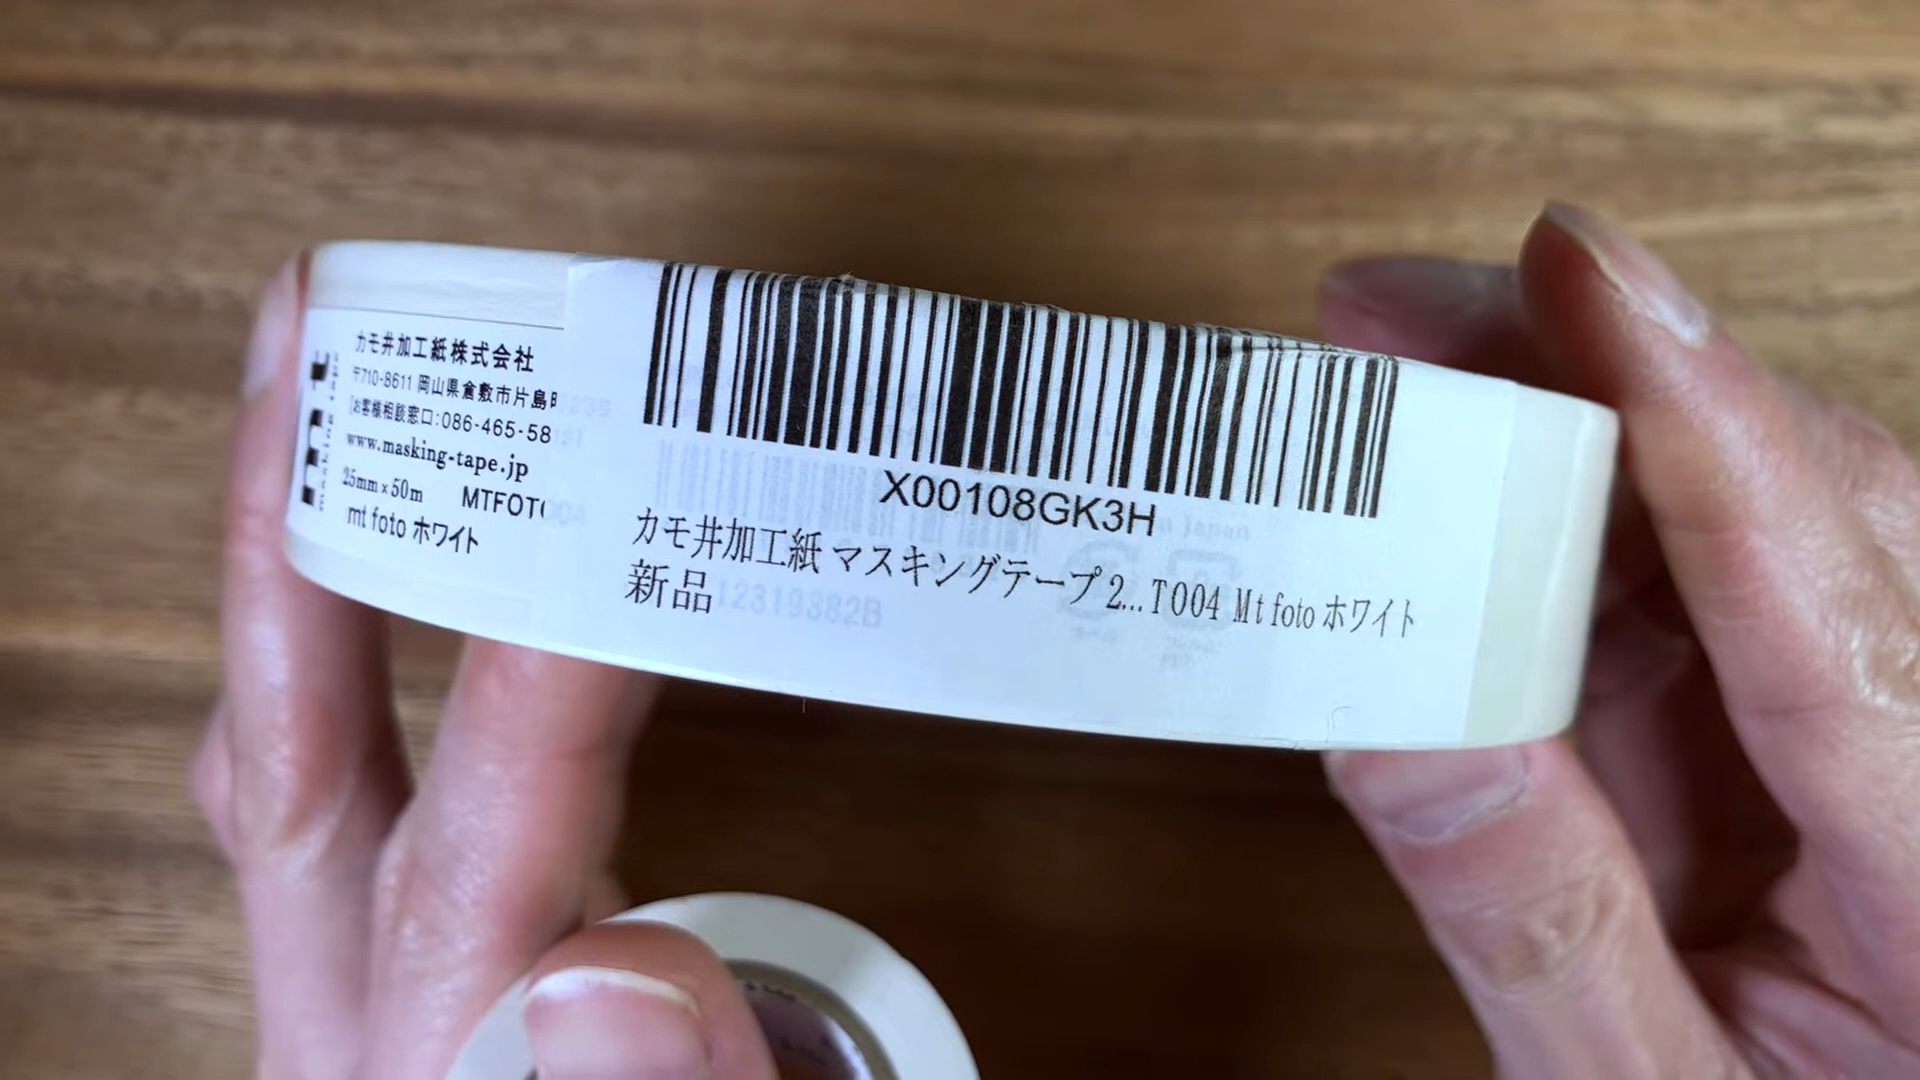 カモ井加工紙株式会社
〒710-8611 岡山県倉敷市片島
[お客様相談窓口:086-465-58
www.masking-tape.jp
25mm×50m MTFOTO
mt foto ホワイト
mt
X00108GK3H
カモ井加工紙 マスキングテープ 2...T004 Mt foto ホワイト
新品
12319382B